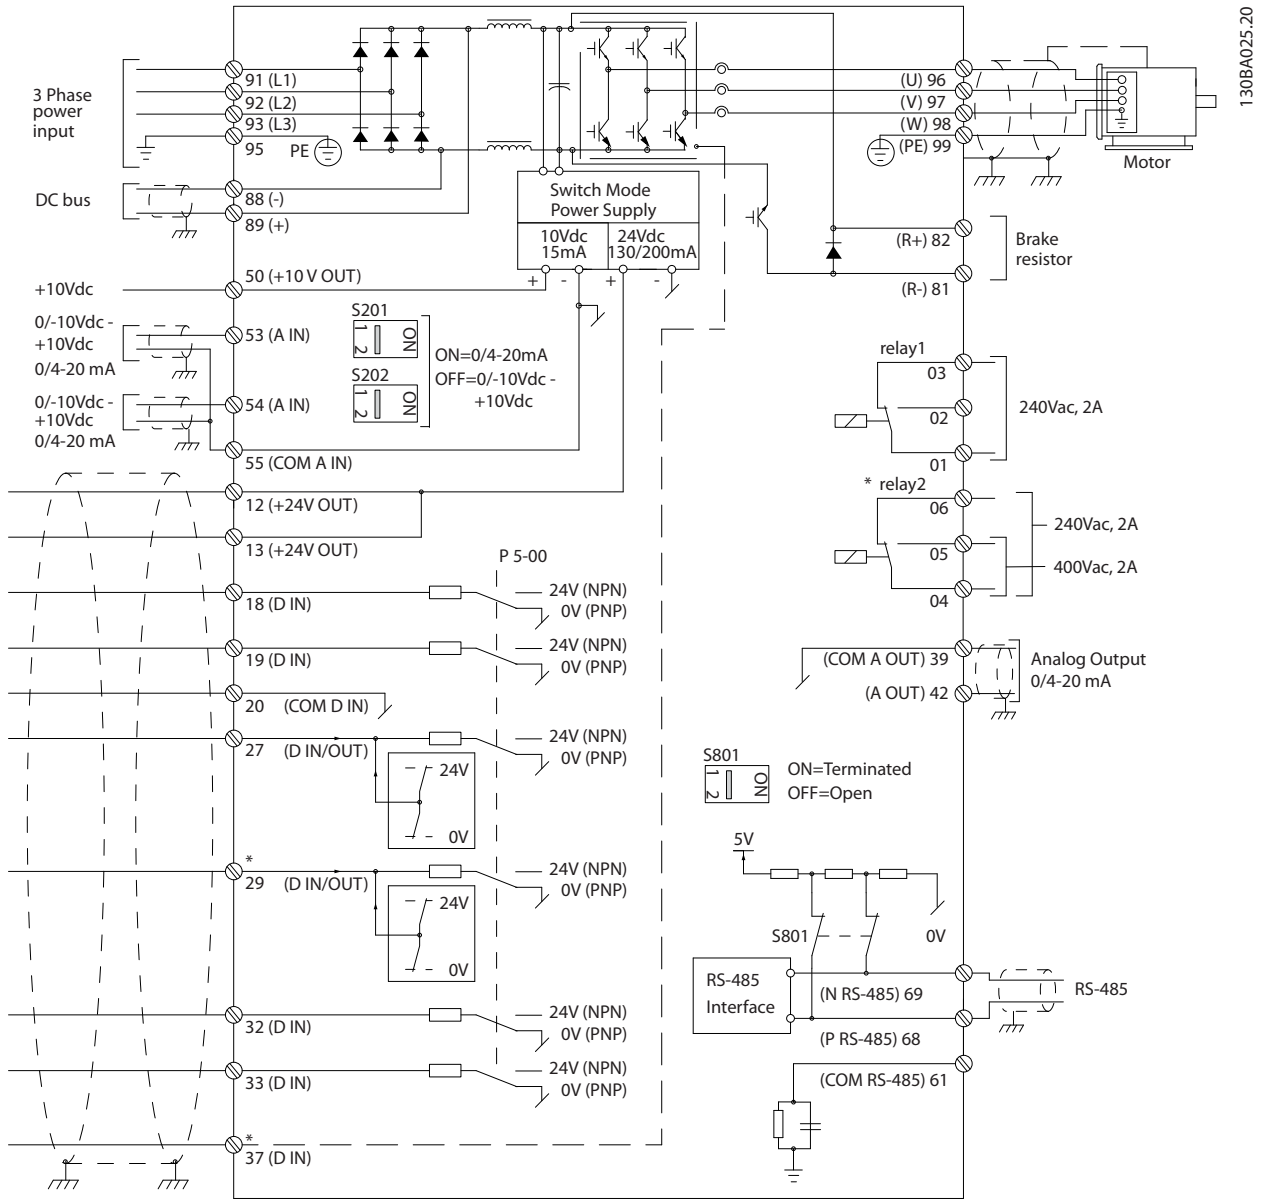 130BA025.20
3 Phase
power
input
91 (L1)
92 (L2)
93 (L3)
95
PE
(U) 96
(V) 97
(W) 98
(PE) 99
Motor
DC bus
88 (-)
89 (+)
Switch Mode
Power Supply
10Vdc
15mA
24Vdc
130/200mA
+ - + -
(R+) 82
(R-) 81
Brake
resistor
+10Vdc
50 (+10 V OUT)
0/-10Vdc -
+10Vdc
0/4-20 mA
53 (A IN)
S201
1 2
ON
S202
1 2
ON
ON=0/4-20mA
OFF=0/-10Vdc -
+10Vdc
0/-10Vdc -
+10Vdc
0/4-20 mA
54 (A IN)
55 (COM A IN)
relay1
03
02
01
240Vac, 2A
* relay2
06
05
04
240Vac, 2A
400Vac, 2A
12 (+24V OUT)
13 (+24V OUT)
P 5-00
18 (D IN)
24V (NPN)
0V (PNP)
19 (D IN)
24V (NPN)
0V (PNP)
20 (COM D IN)
27 (D IN/OUT)
24V (NPN)
0V (PNP)
24V
0V
*
29 (D IN/OUT)
24V (NPN)
0V (PNP)
24V
0V
32 (D IN)
24V (NPN)
0V (PNP)
33 (D IN)
24V (NPN)
0V (PNP)
*
37 (D IN)
(COM A OUT) 39
(A OUT) 42
Analog Output
0/4-20 mA
S801
1 2
ON
ON=Terminated
OFF=Open
5V
S801
0V
RS-485
Interface
(N RS-485) 69
(P RS-485) 68
RS-485
(COM RS-485) 61